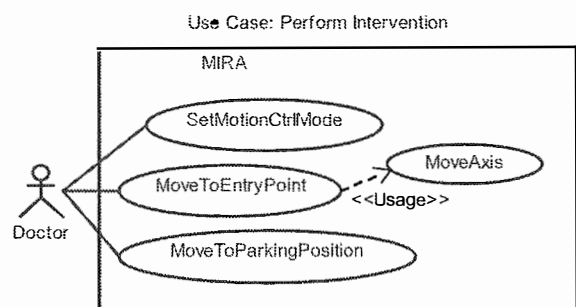 Use Case: Perform Intervention
MIRA
SetMotionCtrlMode
MoveAxis
MoveToEntryPoint
<<Usage>>
Doctor
MoveToParkingPosition